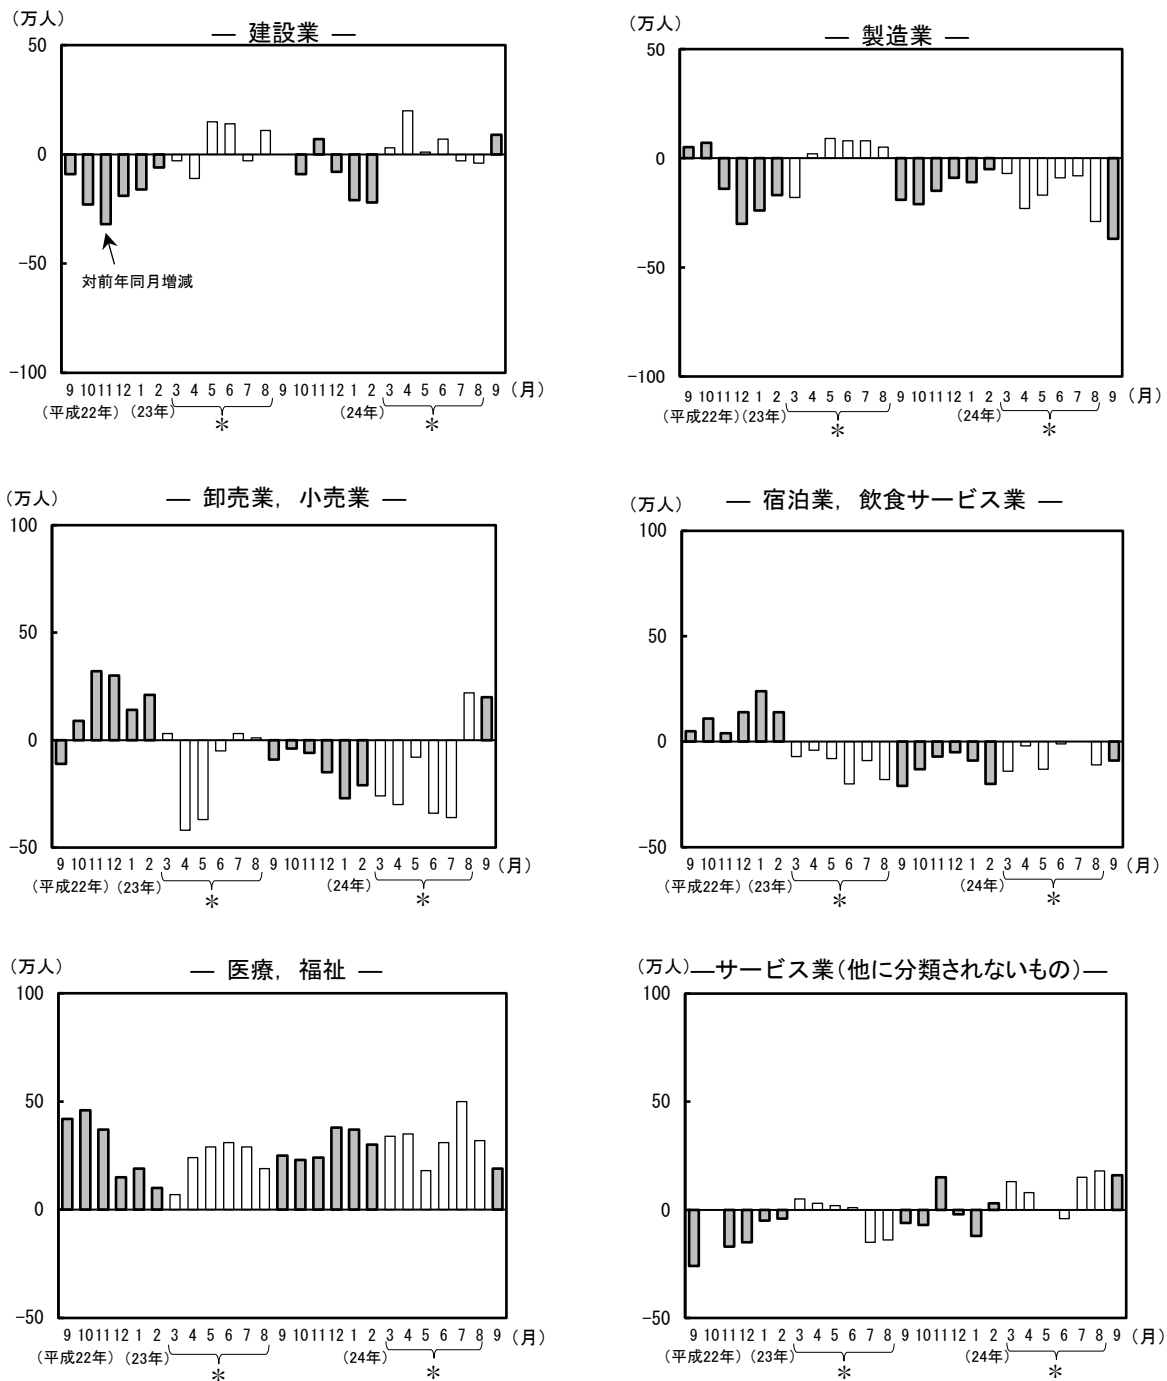 (万人)
― 建設業 ―
50
0
−50
−100
対前年同月増減
9 10 11 12 1 2 3 4 5 6 7 8 9 10 11 12 1 2 3 4 5 6 7 8 9 (月)
(平成22年) (23年) (24年)
＊ ＊
(万人)
― 製造業 ―
50
0
−50
−100
9 10 11 12 1 2 3 4 5 6 7 8 9 10 11 12 1 2 3 4 5 6 7 8 9 (月)
(平成22年) (23年) (24年)
＊ ＊
(万人)
― 卸売業, 小売業 ―
100
50
0
−50
9 10 11 12 1 2 3 4 5 6 7 8 9 10 11 12 1 2 3 4 5 6 7 8 9 (月)
(平成22年) (23年) (24年)
＊ ＊
(万人)
― 宿泊業, 飲食サービス業 ―
100
50
0
−50
9 10 11 12 1 2 3 4 5 6 7 8 9 10 11 12 1 2 3 4 5 6 7 8 9 (月)
(平成22年) (23年) (24年)
＊ ＊
(万人)
― 医療, 福祉 ―
100
50
0
−50
9 10 11 12 1 2 3 4 5 6 7 8 9 10 11 12 1 2 3 4 5 6 7 8 9 (月)
(平成22年) (23年) (24年)
＊ ＊
(万人)
―サービス業(他に分類されないもの)―
100
50
0
−50
9 10 11 12 1 2 3 4 5 6 7 8 9 10 11 12 1 2 3 4 5 6 7 8 9 (月)
(平成22年) (23年) (24年)
＊ ＊